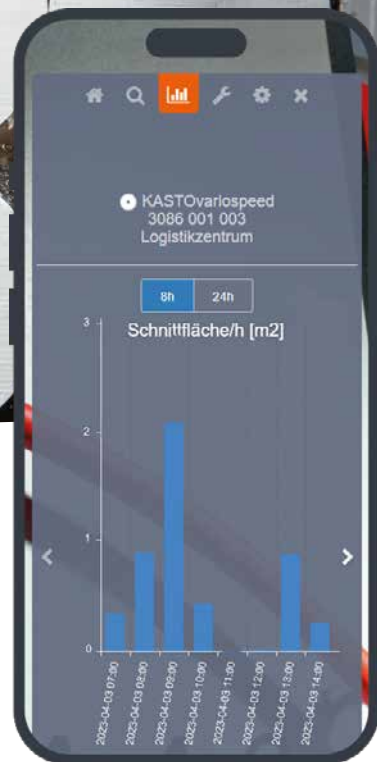 KASTOvariospeed
3086 001 003
Logistikzentrum
8h 24h
Schnittfläche/h [m2]
3
2
1
0
2023-04-03 07:00
2023-04-03 08:00
2023-04-03 09:00
2023-04-03 10:00
2023-04-03 11:00
2023-04-03 12:00
2023-04-03 13:00
2023-04-03 14:00